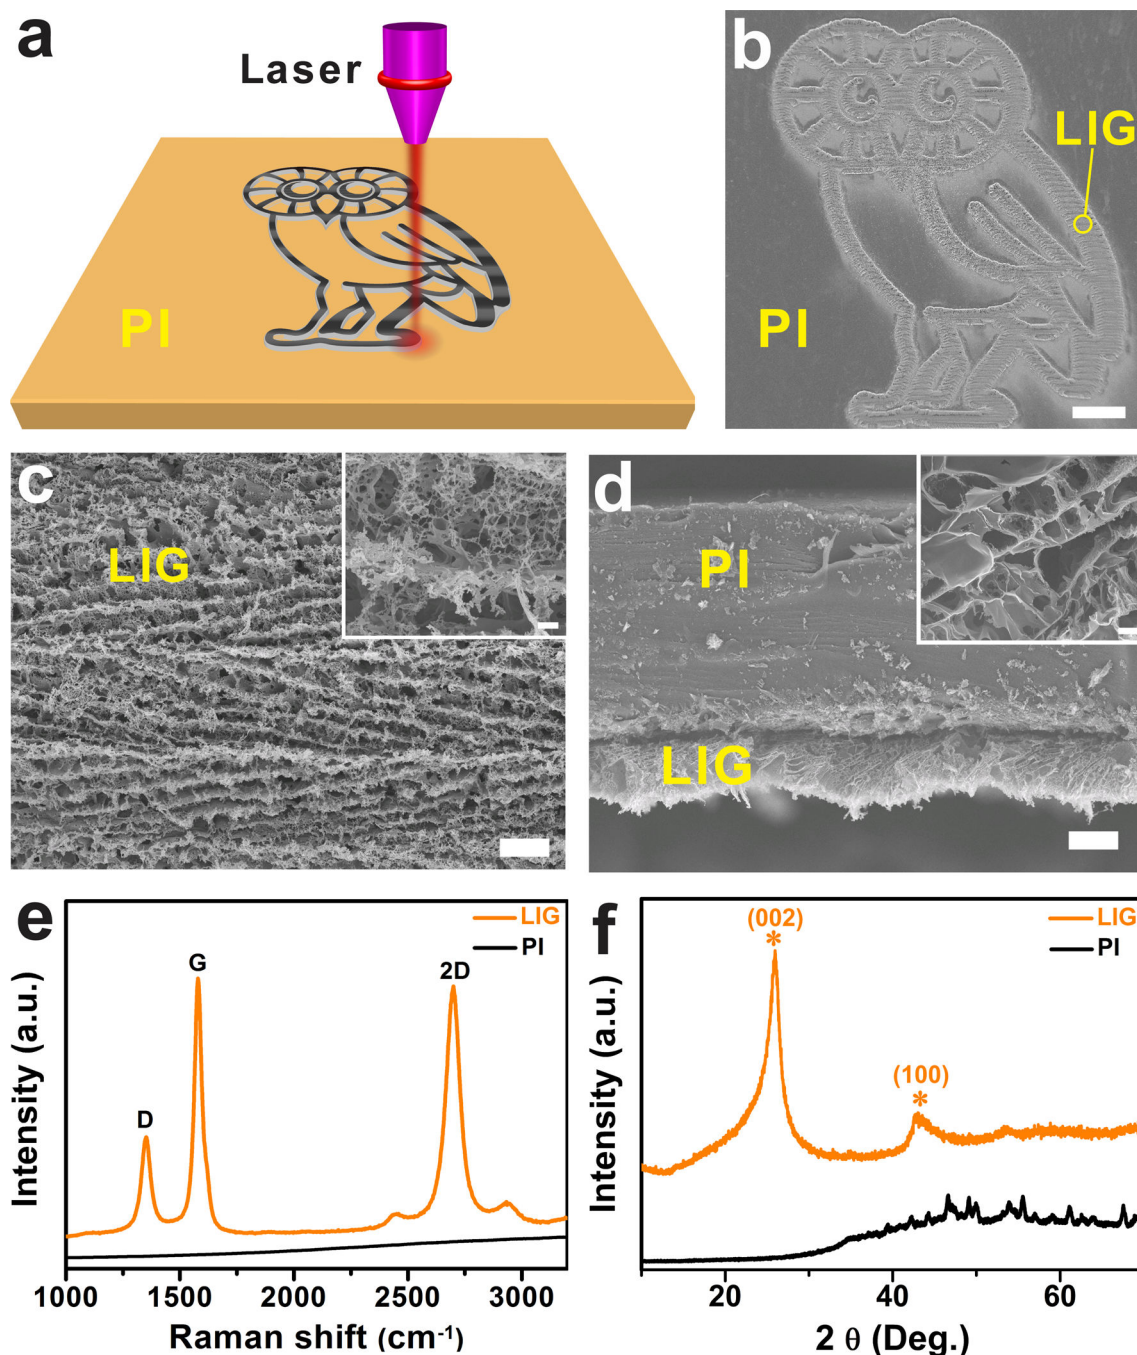 a
Laser
PI
b
LIG
PI
c
LIG
d
PI
LIG
e
LIG
PI
D
G
2D
Intensity (a.u.)
1000
1500
2000
2500
3000
Raman shift (cm⁻¹)
f
LIG
PI
(002)
*
(100)
*
Intensity (a.u.)
20
40
60
2 θ (Deg.)